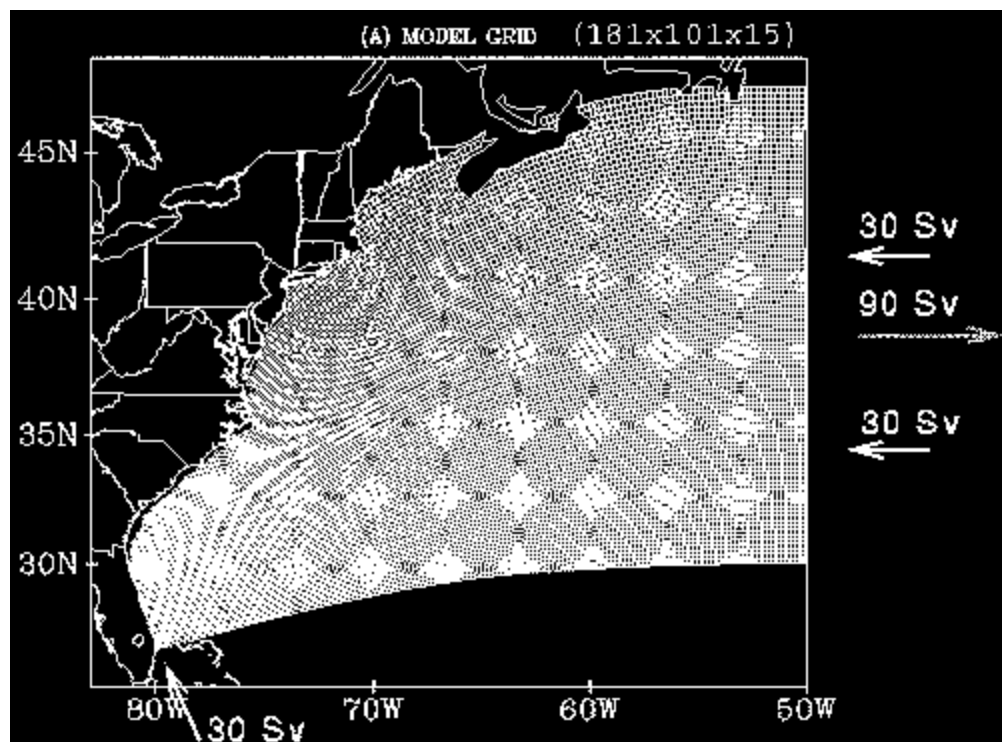 (A) MODEL GRID (181x101x15)
45N
30 Sv
40N
90 Sv
35N
30 Sv
30N
80W 70W 60W 50W
30 Sv